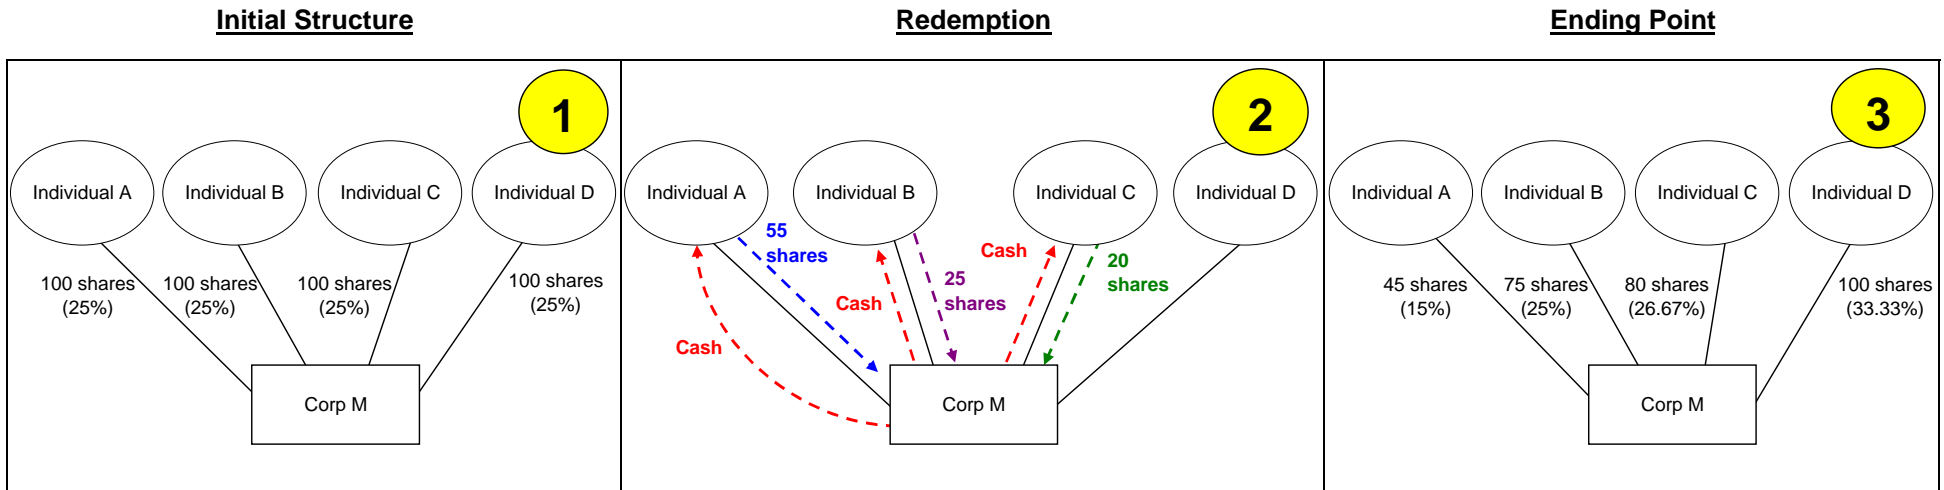 Initial Structure
Redemption
Ending Point
1
Individual A
Individual B
Individual C
Individual D
100 shares
(25%)
100 shares
(25%)
100 shares
(25%)
100 shares
(25%)
Corp M
2
Individual A
Individual B
Individual C
Individual D
55
shares
Cash
20
shares
25
shares
Cash
Cash
Corp M
3
Individual A
Individual B
Individual C
Individual D
45 shares
(15%)
75 shares
(25%)
80 shares
(26.67%)
100 shares
(33.33%)
Corp M